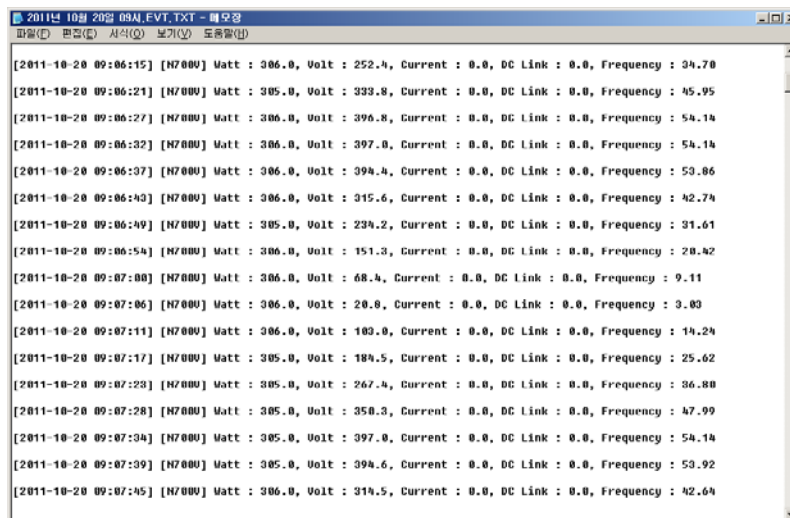 2011년 10월 20일 09시.EVT.TXT - 메모장
파일(F) 편집(E) 서식(O) 보기(V) 도움말(H)
[2011-10-20 09:06:15] [N700V] Watt : 306.0, Volt : 252.4, Current : 0.0, DC Link : 0.0, Frequency : 34.70
[2011-10-20 09:06:21] [N700V] Watt : 305.0, Volt : 333.8, Current : 0.0, DC Link : 0.0, Frequency : 45.95
[2011-10-20 09:06:27] [N700V] Watt : 306.0, Volt : 396.8, Current : 0.0, DC Link : 0.0, Frequency : 54.14
[2011-10-20 09:06:32] [N700V] Watt : 306.0, Volt : 397.0, Current : 0.0, DC Link : 0.0, Frequency : 54.14
[2011-10-20 09:06:37] [N700V] Watt : 306.0, Volt : 394.4, Current : 0.0, DC Link : 0.0, Frequency : 53.86
[2011-10-20 09:06:43] [N700V] Watt : 306.0, Volt : 315.6, Current : 0.0, DC Link : 0.0, Frequency : 42.74
[2011-10-20 09:06:49] [N700V] Watt : 305.0, Volt : 234.2, Current : 0.0, DC Link : 0.0, Frequency : 31.61
[2011-10-20 09:06:54] [N700V] Watt : 306.0, Volt : 151.3, Current : 0.0, DC Link : 0.0, Frequency : 20.42
[2011-10-20 09:07:00] [N700V] Watt : 306.0, Volt : 68.4, Current : 0.0, DC Link : 0.0, Frequency : 9.11
[2011-10-20 09:07:06] [N700V] Watt : 306.0, Volt : 20.8, Current : 0.0, DC Link : 0.0, Frequency : 3.03
[2011-10-20 09:07:11] [N700V] Watt : 306.0, Volt : 103.0, Current : 0.0, DC Link : 0.0, Frequency : 14.24
[2011-10-20 09:07:17] [N700V] Watt : 305.0, Volt : 184.5, Current : 0.0, DC Link : 0.0, Frequency : 25.62
[2011-10-20 09:07:23] [N700V] Watt : 305.0, Volt : 267.4, Current : 0.0, DC Link : 0.0, Frequency : 36.80
[2011-10-20 09:07:28] [N700V] Watt : 305.0, Volt : 350.3, Current : 0.0, DC Link : 0.0, Frequency : 47.99
[2011-10-20 09:07:34] [N700V] Watt : 305.0, Volt : 397.0, Current : 0.0, DC Link : 0.0, Frequency : 54.14
[2011-10-20 09:07:39] [N700V] Watt : 305.0, Volt : 394.6, Current : 0.0, DC Link : 0.0, Frequency : 53.92
[2011-10-20 09:07:45] [N700V] Watt : 306.0, Volt : 314.5, Current : 0.0, DC Link : 0.0, Frequency : 42.64